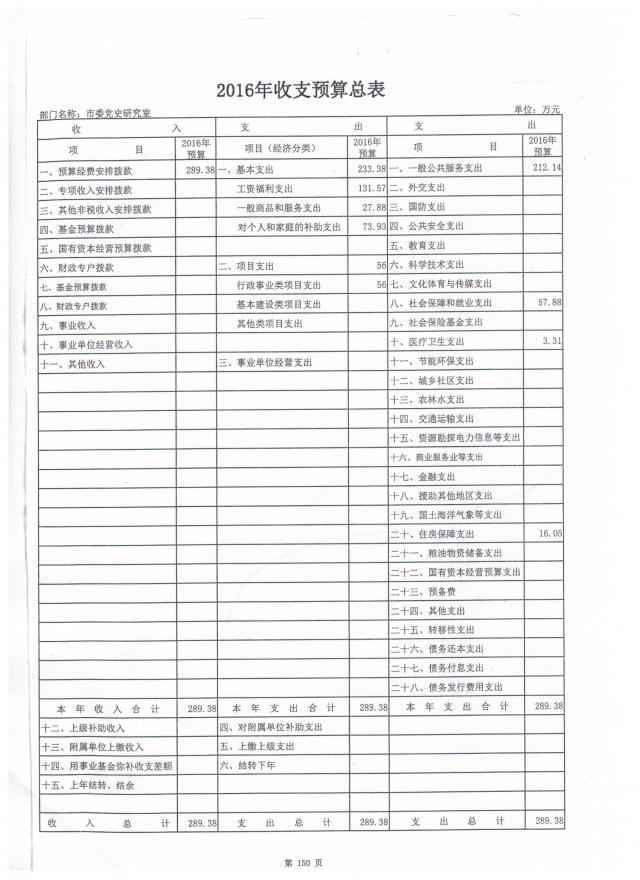 2016年收支预算总表
部门名称：市委党史研究室 单位：万元
收 入 支 出 支 出
项 目 2016年预算 项目（经济分类） 2016年预算 项 目 2016年预算
一、预算经费安排拨款 289.38 一、基本支出 233.38 一、一般公共服务支出 212.14
二、专项收入安排拨款 工资福利支出 131.57 二、外交支出
三、其他非税收入安排拨款 一般商品和服务支出 27.88 三、国防支出
四、基金预算拨款 对个人和家庭的补助支出 73.93 四、公共安全支出
五、国有资本经营预算拨款 五、教育支出
六、财政专户拨款 二、项目支出 56 六、科学技术支出
七、基金预算拨款 行政事业类项目支出 56 七、文化体育与传媒支出
八、财政专户拨款 基本建设类项目支出 八、社会保障和就业支出 57.88
九、事业收入 其他类项目支出 九、社会保险基金支出
十、事业单位经营收入 十、医疗卫生支出 3.31
十一、其他收入 三、事业单位经营支出 十一、节能环保支出
十二、城乡社区支出
十三、农林水支出
十四、交通运输支出
十五、资源勘探电力信息等支出
十六、商业服务业等支出
十七、金融支出
十八、援助其他地区支出
十九、国土海洋气象等支出
二十、住房保障支出 16.05
二十一、粮油物资储备支出
二十二、国有资本经营预算支出
二十三、预备费
二十四、其他支出
二十五、转移性支出
二十六、债务还本支出
二十七、债务付息支出
二十八、债务发行费用支出
本 年 收 入 合 计 289.38 本 年 支 出 合 计 289.38 本 年 支 出 合 计 289.38
十二、上级补助收入 四、对附属单位补助支出
十三、附属单位上缴收入 五、上缴上级支出
十四、用事业基金弥补收支差额 六、结转下年
十五、上年结转、结余
收 入 总 计 289.38 支 出 总 计 289.38 支 出 总 计 289.38
第 150 页